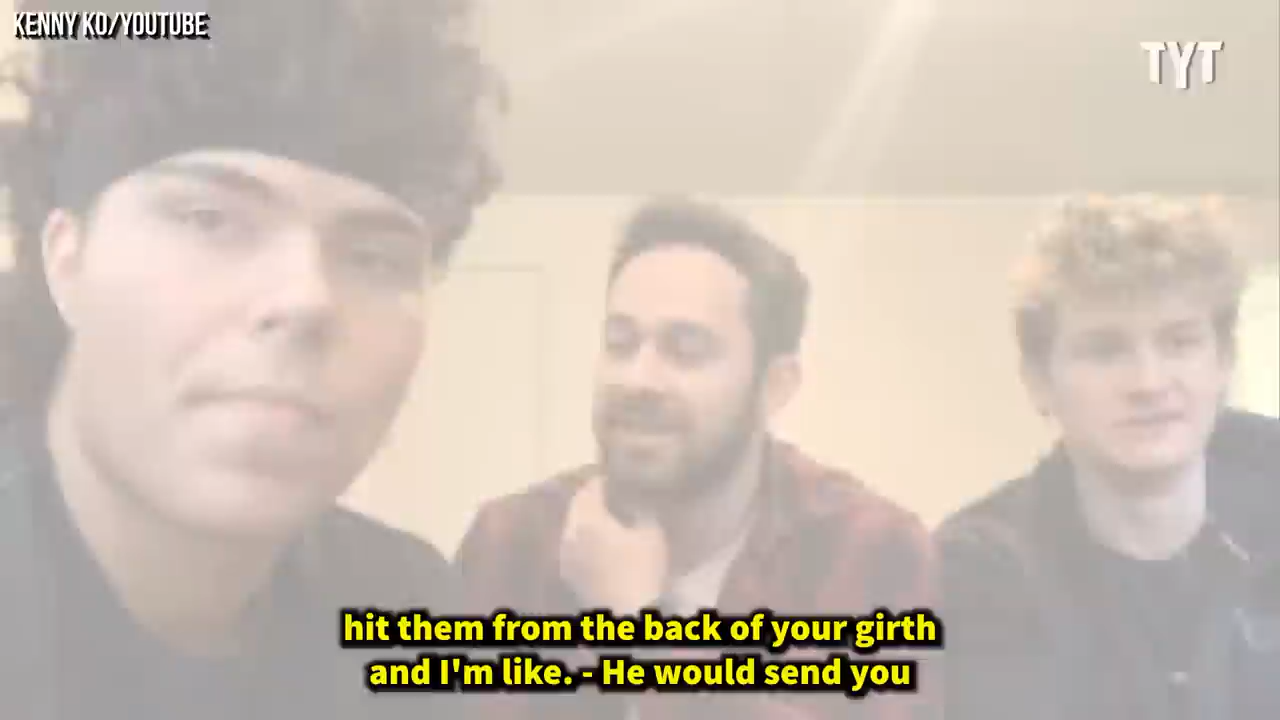 KENNY KO/YOUTUBE
TYT
hit them from the back of your girth
and I'm like. - He would send you